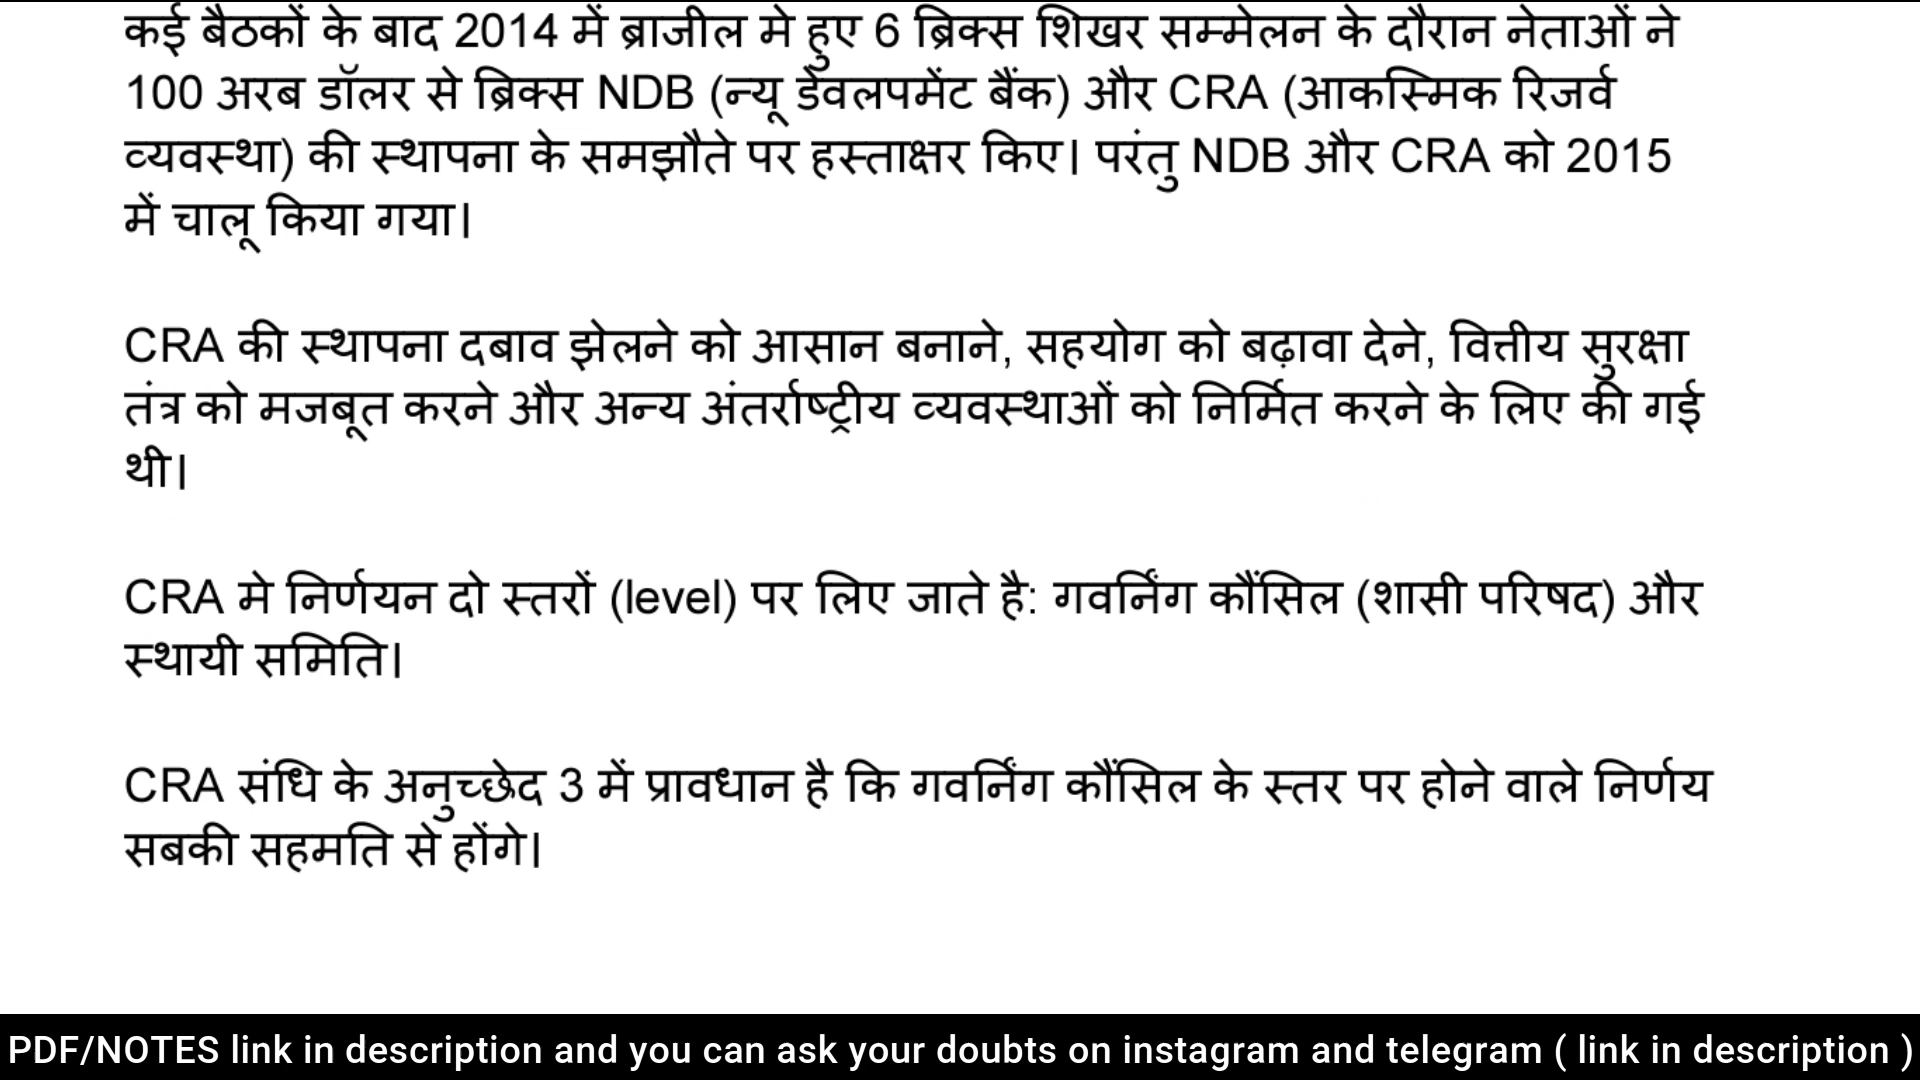 कई बैठकों के बाद 2014 में ब्राजील मे हुए 6 ब्रिक्स शिखर सम्मेलन के दौरान नेताओं ने
100 अरब डॉलर से ब्रिक्स NDB (न्यू डेवलपमेंट बैंक) और CRA (आकस्मिक रिजर्व
व्यवस्था) की स्थापना के समझौते पर हस्ताक्षर किए। परंतु NDB और CRA को 2015
में चालू किया गया।
CRA की स्थापना दबाव झेलने को आसान बनाने, सहयोग को बढ़ावा देने, वित्तीय सुरक्षा
तंत्र को मजबूत करने और अन्य अंतर्राष्ट्रीय व्यवस्थाओं को निर्मित करने के लिए की गई
थी।
CRA मे निर्णयन दो स्तरों (level) पर लिए जाते है: गवर्निंग कौंसिल (शासी परिषद) और
स्थायी समिति।
CRA संधि के अनुच्छेद 3 में प्रावधान है कि गवर्निंग कौंसिल के स्तर पर होने वाले निर्णय
सबकी सहमति से होंगे।
PDF/NOTES link in description and you can ask your doubts on instagram and telegram ( link in description )